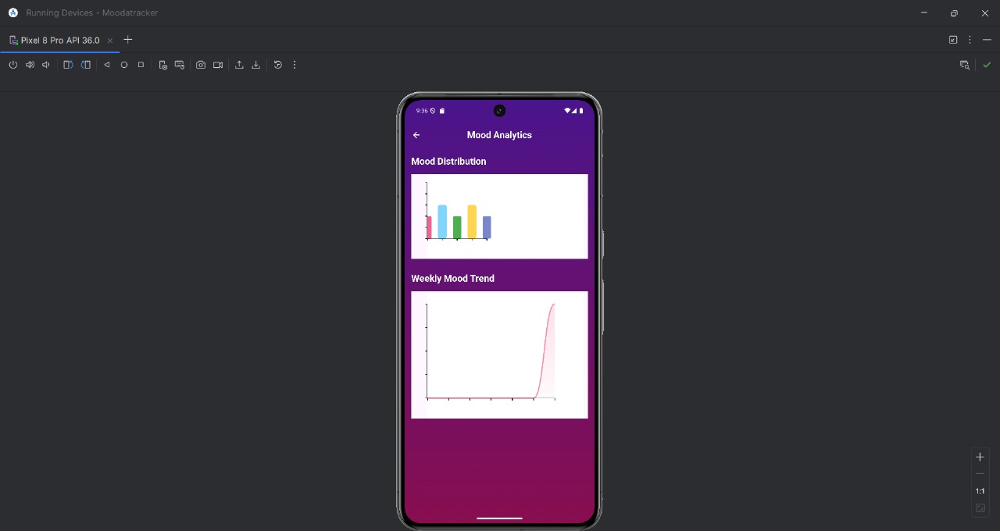 Running Devices - Moodatracker
Pixel 8 Pro API 36.0
9:36
Mood Analytics
Mood Distribution
Weekly Mood Trend
1:1